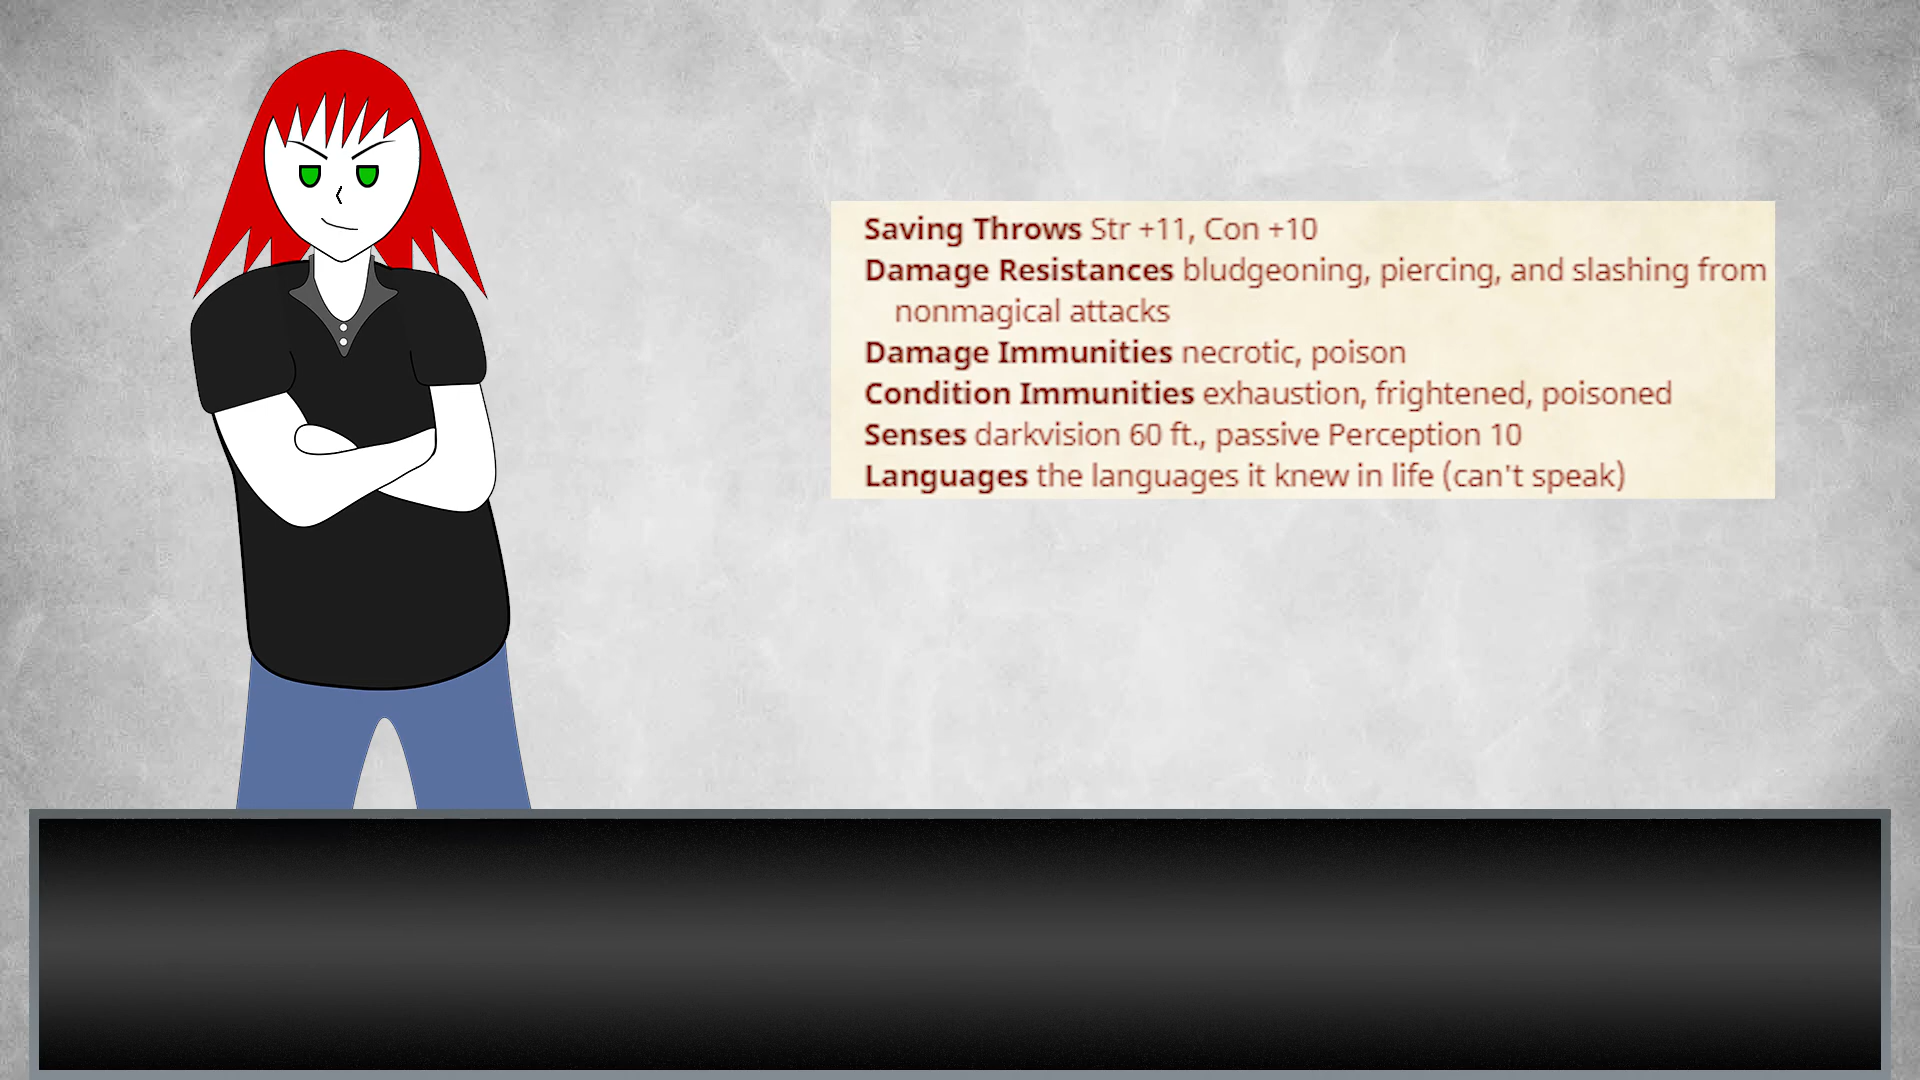 Saving Throws Str +11, Con +10
Damage Resistances bludgeoning, piercing, and slashing from
nonmagical attacks
Damage Immunities necrotic, poison
Condition Immunities exhaustion, frightened, poisoned
Senses darkvision 60 ft., passive Perception 10
Languages the languages it knew in life (can't speak)